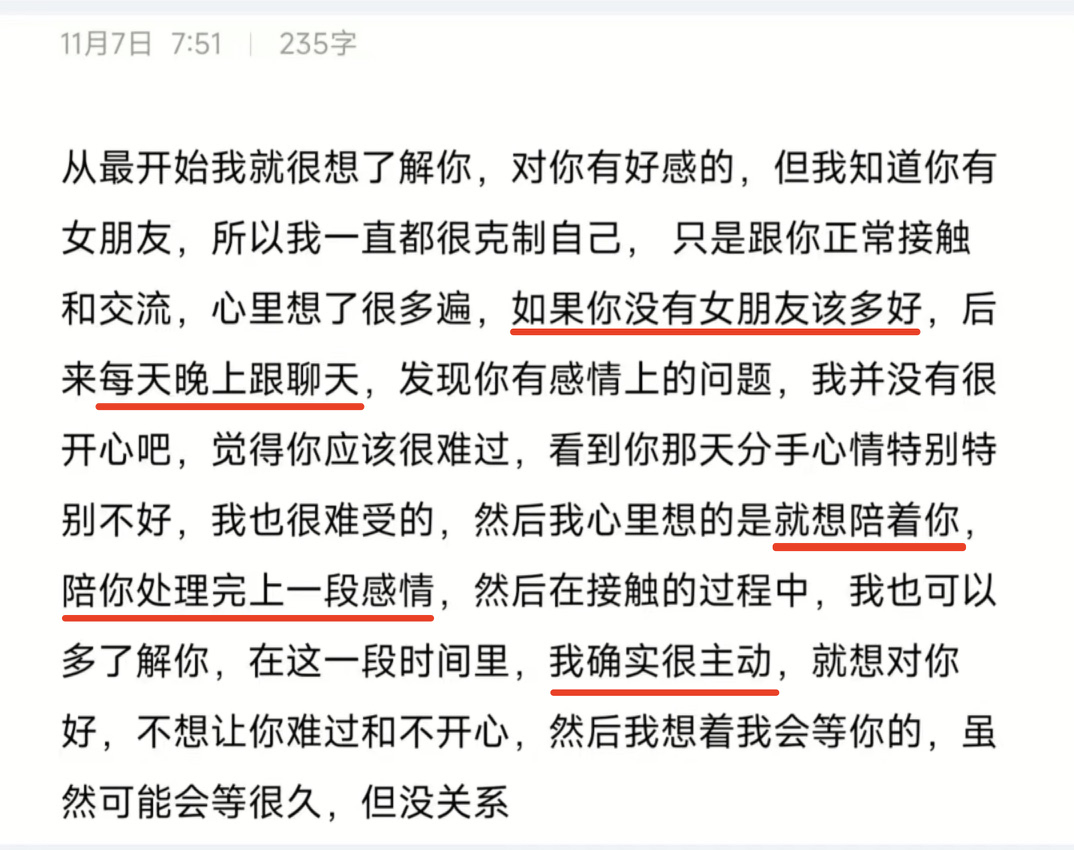 11月7日 7:51 | 235字
从最开始我就很想了解你，对你有好感的，但我知道你有
女朋友，所以我一直都很克制自己， 只是跟你正常接触
和交流，心里想了很多遍，如果你没有女朋友该多好，后
来每天晚上跟聊天，发现你有感情上的问题，我并没有很
开心吧，觉得你应该很难过，看到你那天分手心情特别特
别不好，我也很难受的，然后我心里想的是就想陪着你，
陪你处理完上一段感情，然后在接触的过程中，我也可以
多了解你，在这一段时间里，我确实很主动，就想对你
好，不想让你难过和不开心，然后我想着我会等你的，虽
然可能会等很久，但没关系